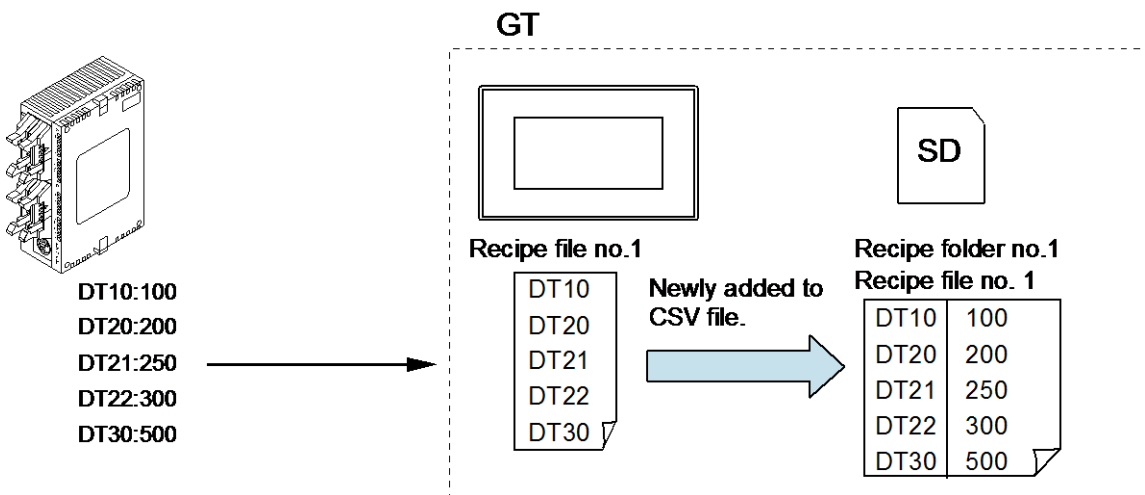 GT
SD
Recipe file no.1
Recipe folder no.1
Recipe file no. 1
DT10:100
DT20:200
DT21:250
DT22:300
DT30:500
DT10
DT20
DT21
DT22
DT30
Newly added to
CSV file.
DT10 100
DT20 200
DT21 250
DT22 300
DT30 500